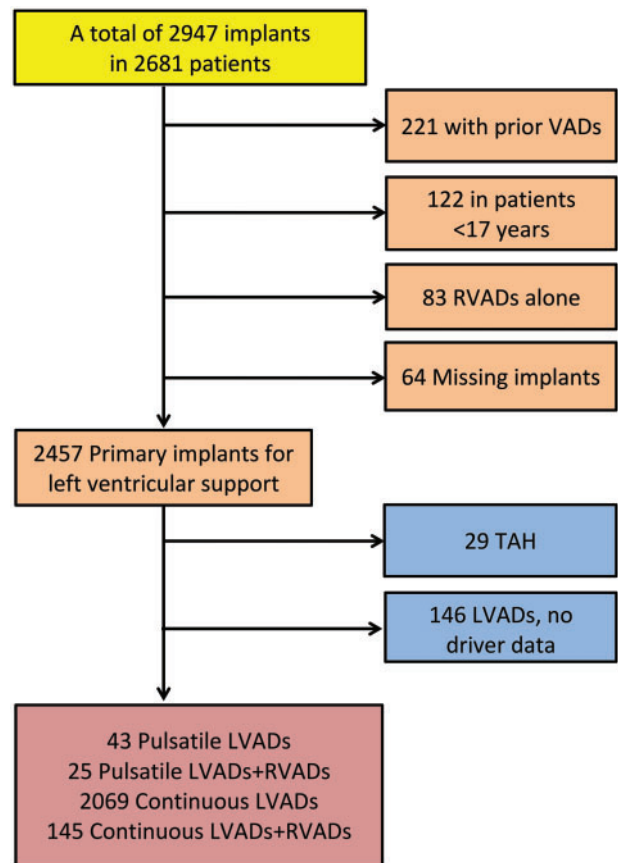 A total of 2947 implants
in 2681 patients
221 with prior VADs
122 in patients
<17 years
83 RVADs alone
64 Missing implants
2457 Primary implants for
left ventricular support
29 TAH
146 LVADs, no
driver data
43 Pulsatile LVADs
25 Pulsatile LVADs+RVADs
2069 Continuous LVADs
145 Continuous LVADs+RVADs